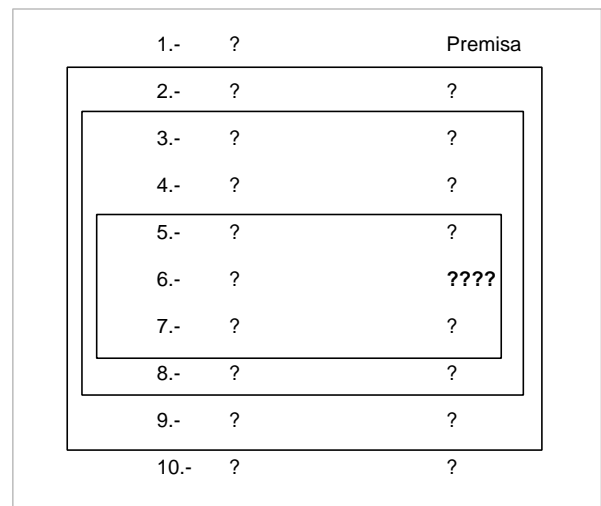 1.- ? Premisa
2.- ? ?
3.- ? ?
4.- ? ?
5.- ? ?
6.- ? ????
7.- ? ?
8.- ? ?
9.- ? ?
10.- ? ?